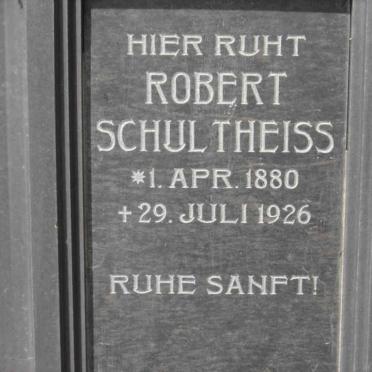 HIER RUHT
ROBERT
SCHULTHEISS
*1. APR. 1880
+ 29. JULI 1926
RUHE SANFT!